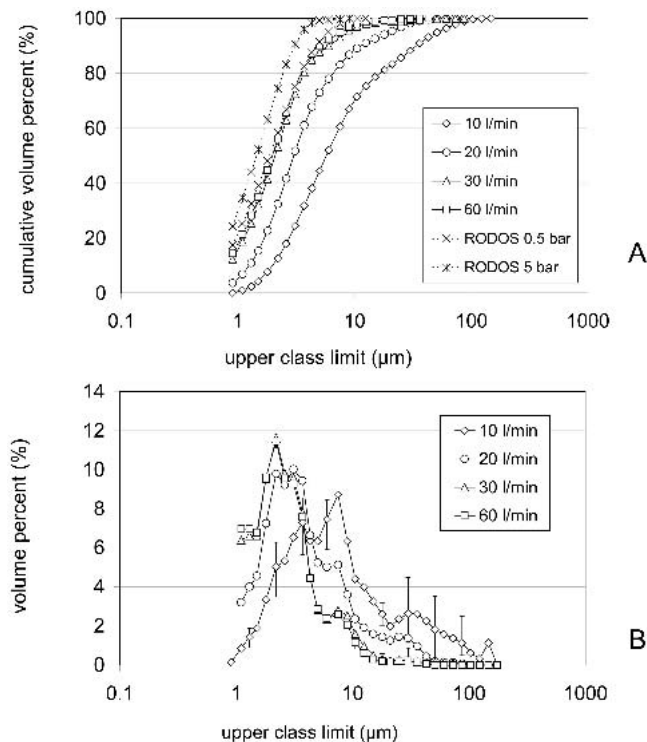 cumulative volume percent (%)
100
80
60
40
20
0
0.1
1
10
100
1000
upper class limit (µm)
10 l/min
20 l/min
30 l/min
60 l/min
RODOS 0.5 bar
RODOS 5 bar
A
volume percent (%)
14
12
10
8
6
4
2
0
0.1
1
10
100
1000
upper class limit (µm)
10 l/min
20 l/min
30 l/min
60 l/min
B